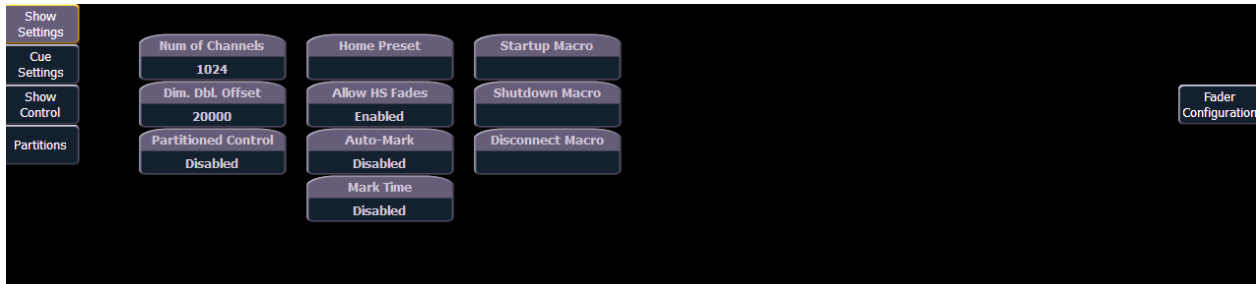 Show
Settings
Cue
Settings
Show
Control
Partitions
Num of Channels
1024
Dim. Dbl. Offset
20000
Partitioned Control
Disabled
Home Preset
Allow HS Fades
Enabled
Auto-Mark
Disabled
Mark Time
Disabled
Startup Macro
Shutdown Macro
Disconnect Macro
Fader
Configuration